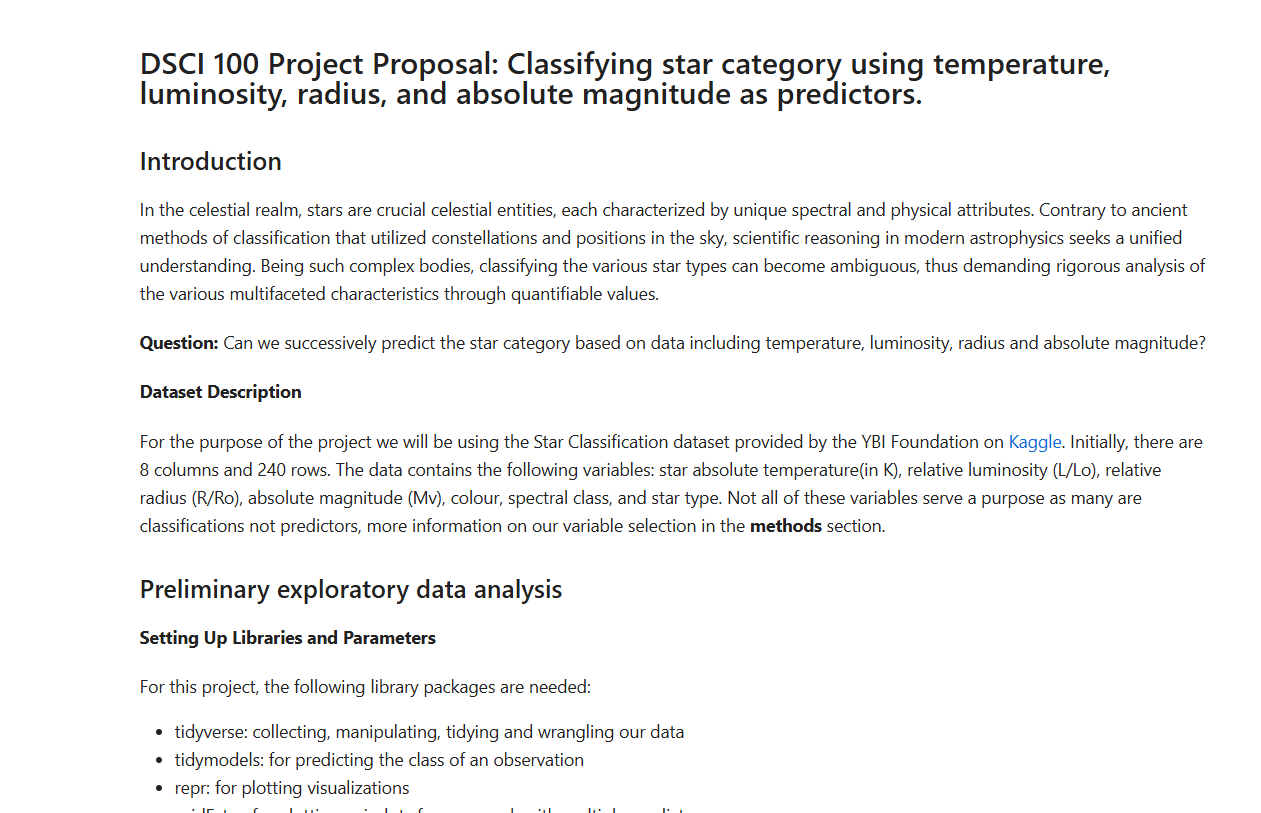 DSCI 100 Project Proposal: Classifying star category using temperature,
luminosity, radius, and absolute magnitude as predictors.
Introduction
In the celestial realm, stars are crucial celestial entities, each characterized by unique spectral and physical attributes. Contrary to ancient
methods of classification that utilized constellations and positions in the sky, scientific reasoning in modern astrophysics seeks a unified
understanding. Being such complex bodies, classifying the various star types can become ambiguous, thus demanding rigorous analysis of
the various multifaceted characteristics through quantifiable values.
Question: Can we successively predict the star category based on data including temperature, luminosity, radius and absolute magnitude?
Dataset Description
For the purpose of the project we will be using the Star Classification dataset provided by the YBI Foundation on Kaggle. Initially, there are
8 columns and 240 rows. The data contains the following variables: star absolute temperature(in K), relative luminosity (L/Lo), relative
radius (R/Ro), absolute magnitude (Mv), colour, spectral class, and star type. Not all of these variables serve a purpose as many are
classifications not predictors, more information on our variable selection in the methods section.
Preliminary exploratory data analysis
Setting Up Libraries and Parameters
For this project, the following library packages are needed:
• tidyverse: collecting, manipulating, tidying and wrangling our data
• tidymodels: for predicting the class of an observation
• repr: for plotting visualizations